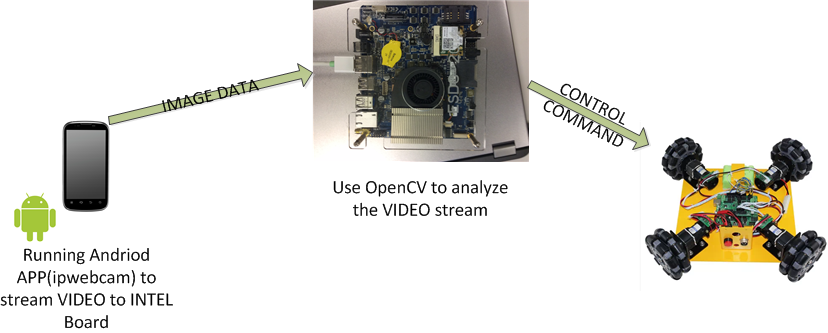 IMAGE DATA
CONTROL
COMMAND
Use OpenCV to analyze
the VIDEO stream
Running Andriod
APP(ipwebcam) to
stream VIDEO to INTEL
Board